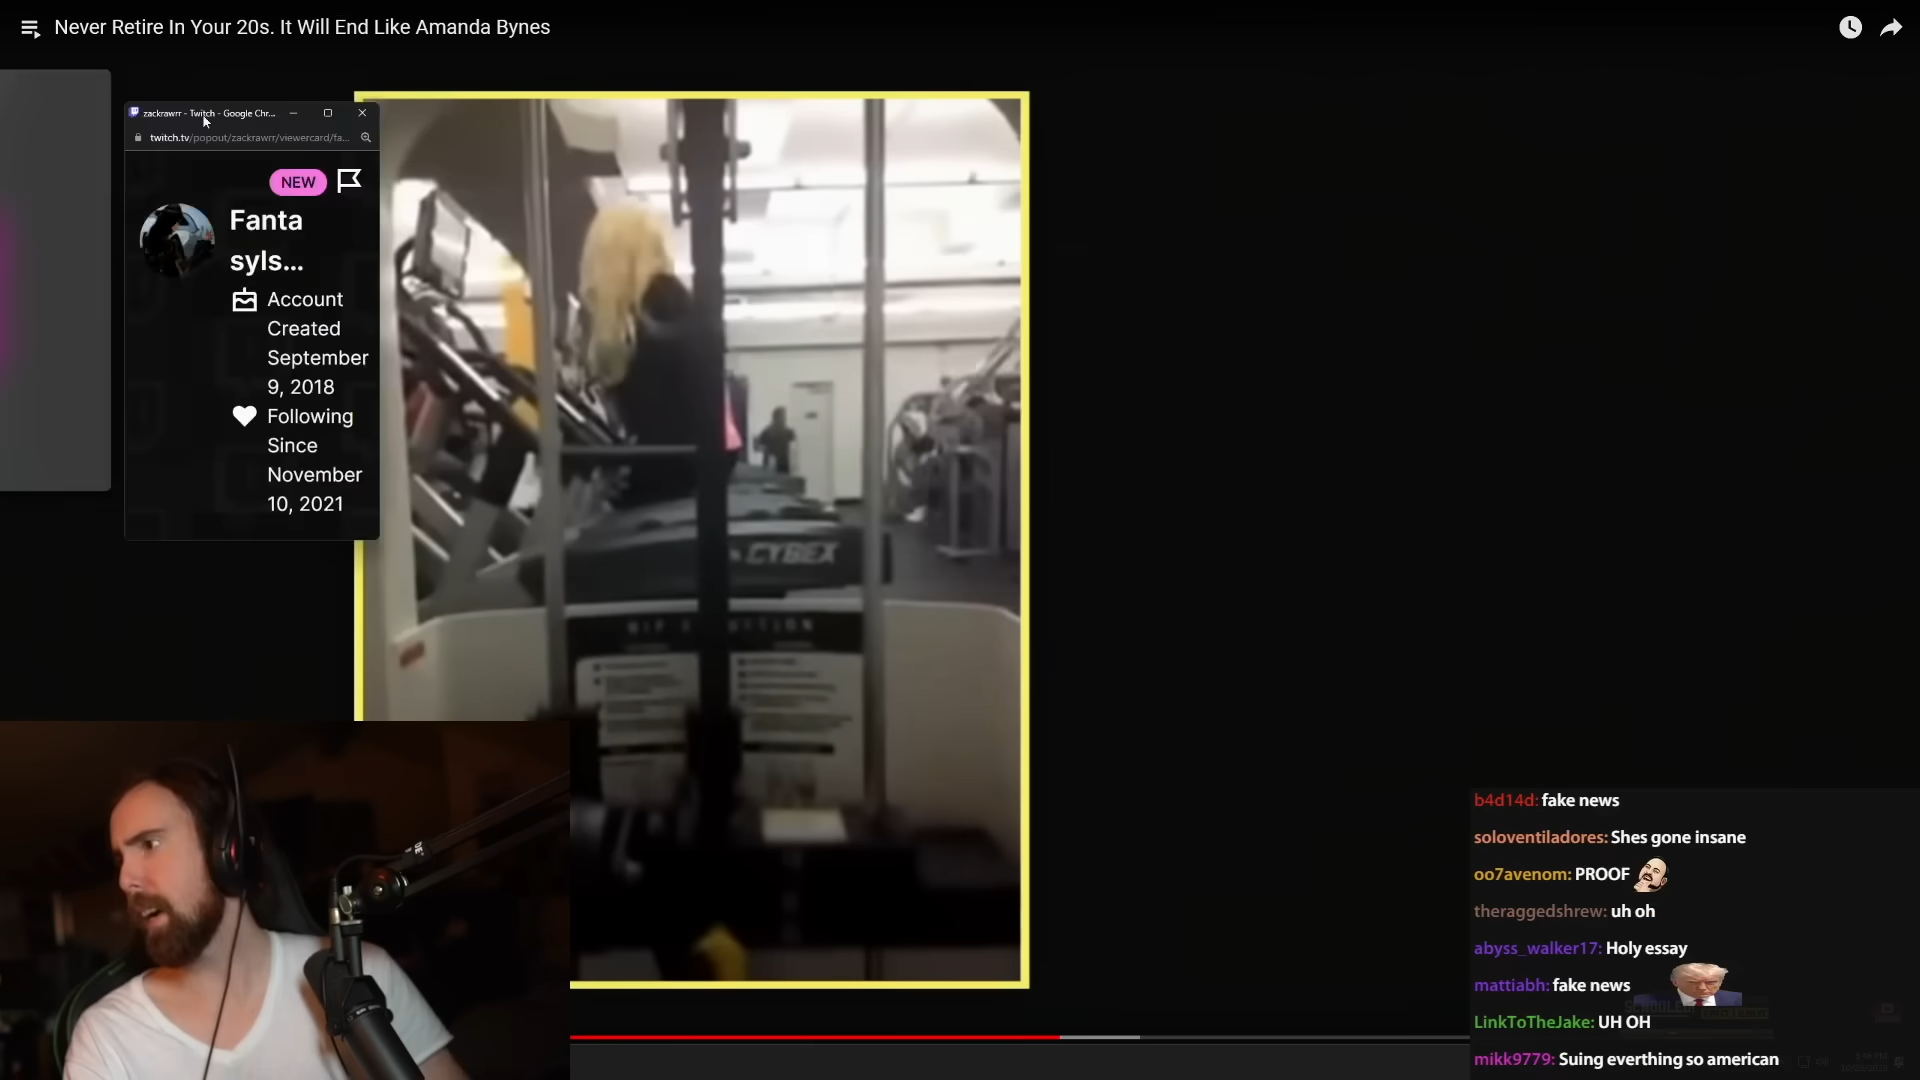 Never Retire In Your 20s. It Will End Like Amanda Bynes
zackrawrr - Twitch - Google Chr...
twitch.tv/popout/zackrawrr/viewercard/fa...
NEW
Fanta
syls...
Account
Created
September
9, 2018
Following
Since
November
10, 2021
CYBEX
b4d14d: fake news
soloventiladores: Shes gone insane
oo7avenom: PROOF
theraggedshrew: uh oh
abyss_walker17: Holy essay
mattiabh: fake news
LinkToTheJake: UH OH
mikk9779: Suing everthing so american